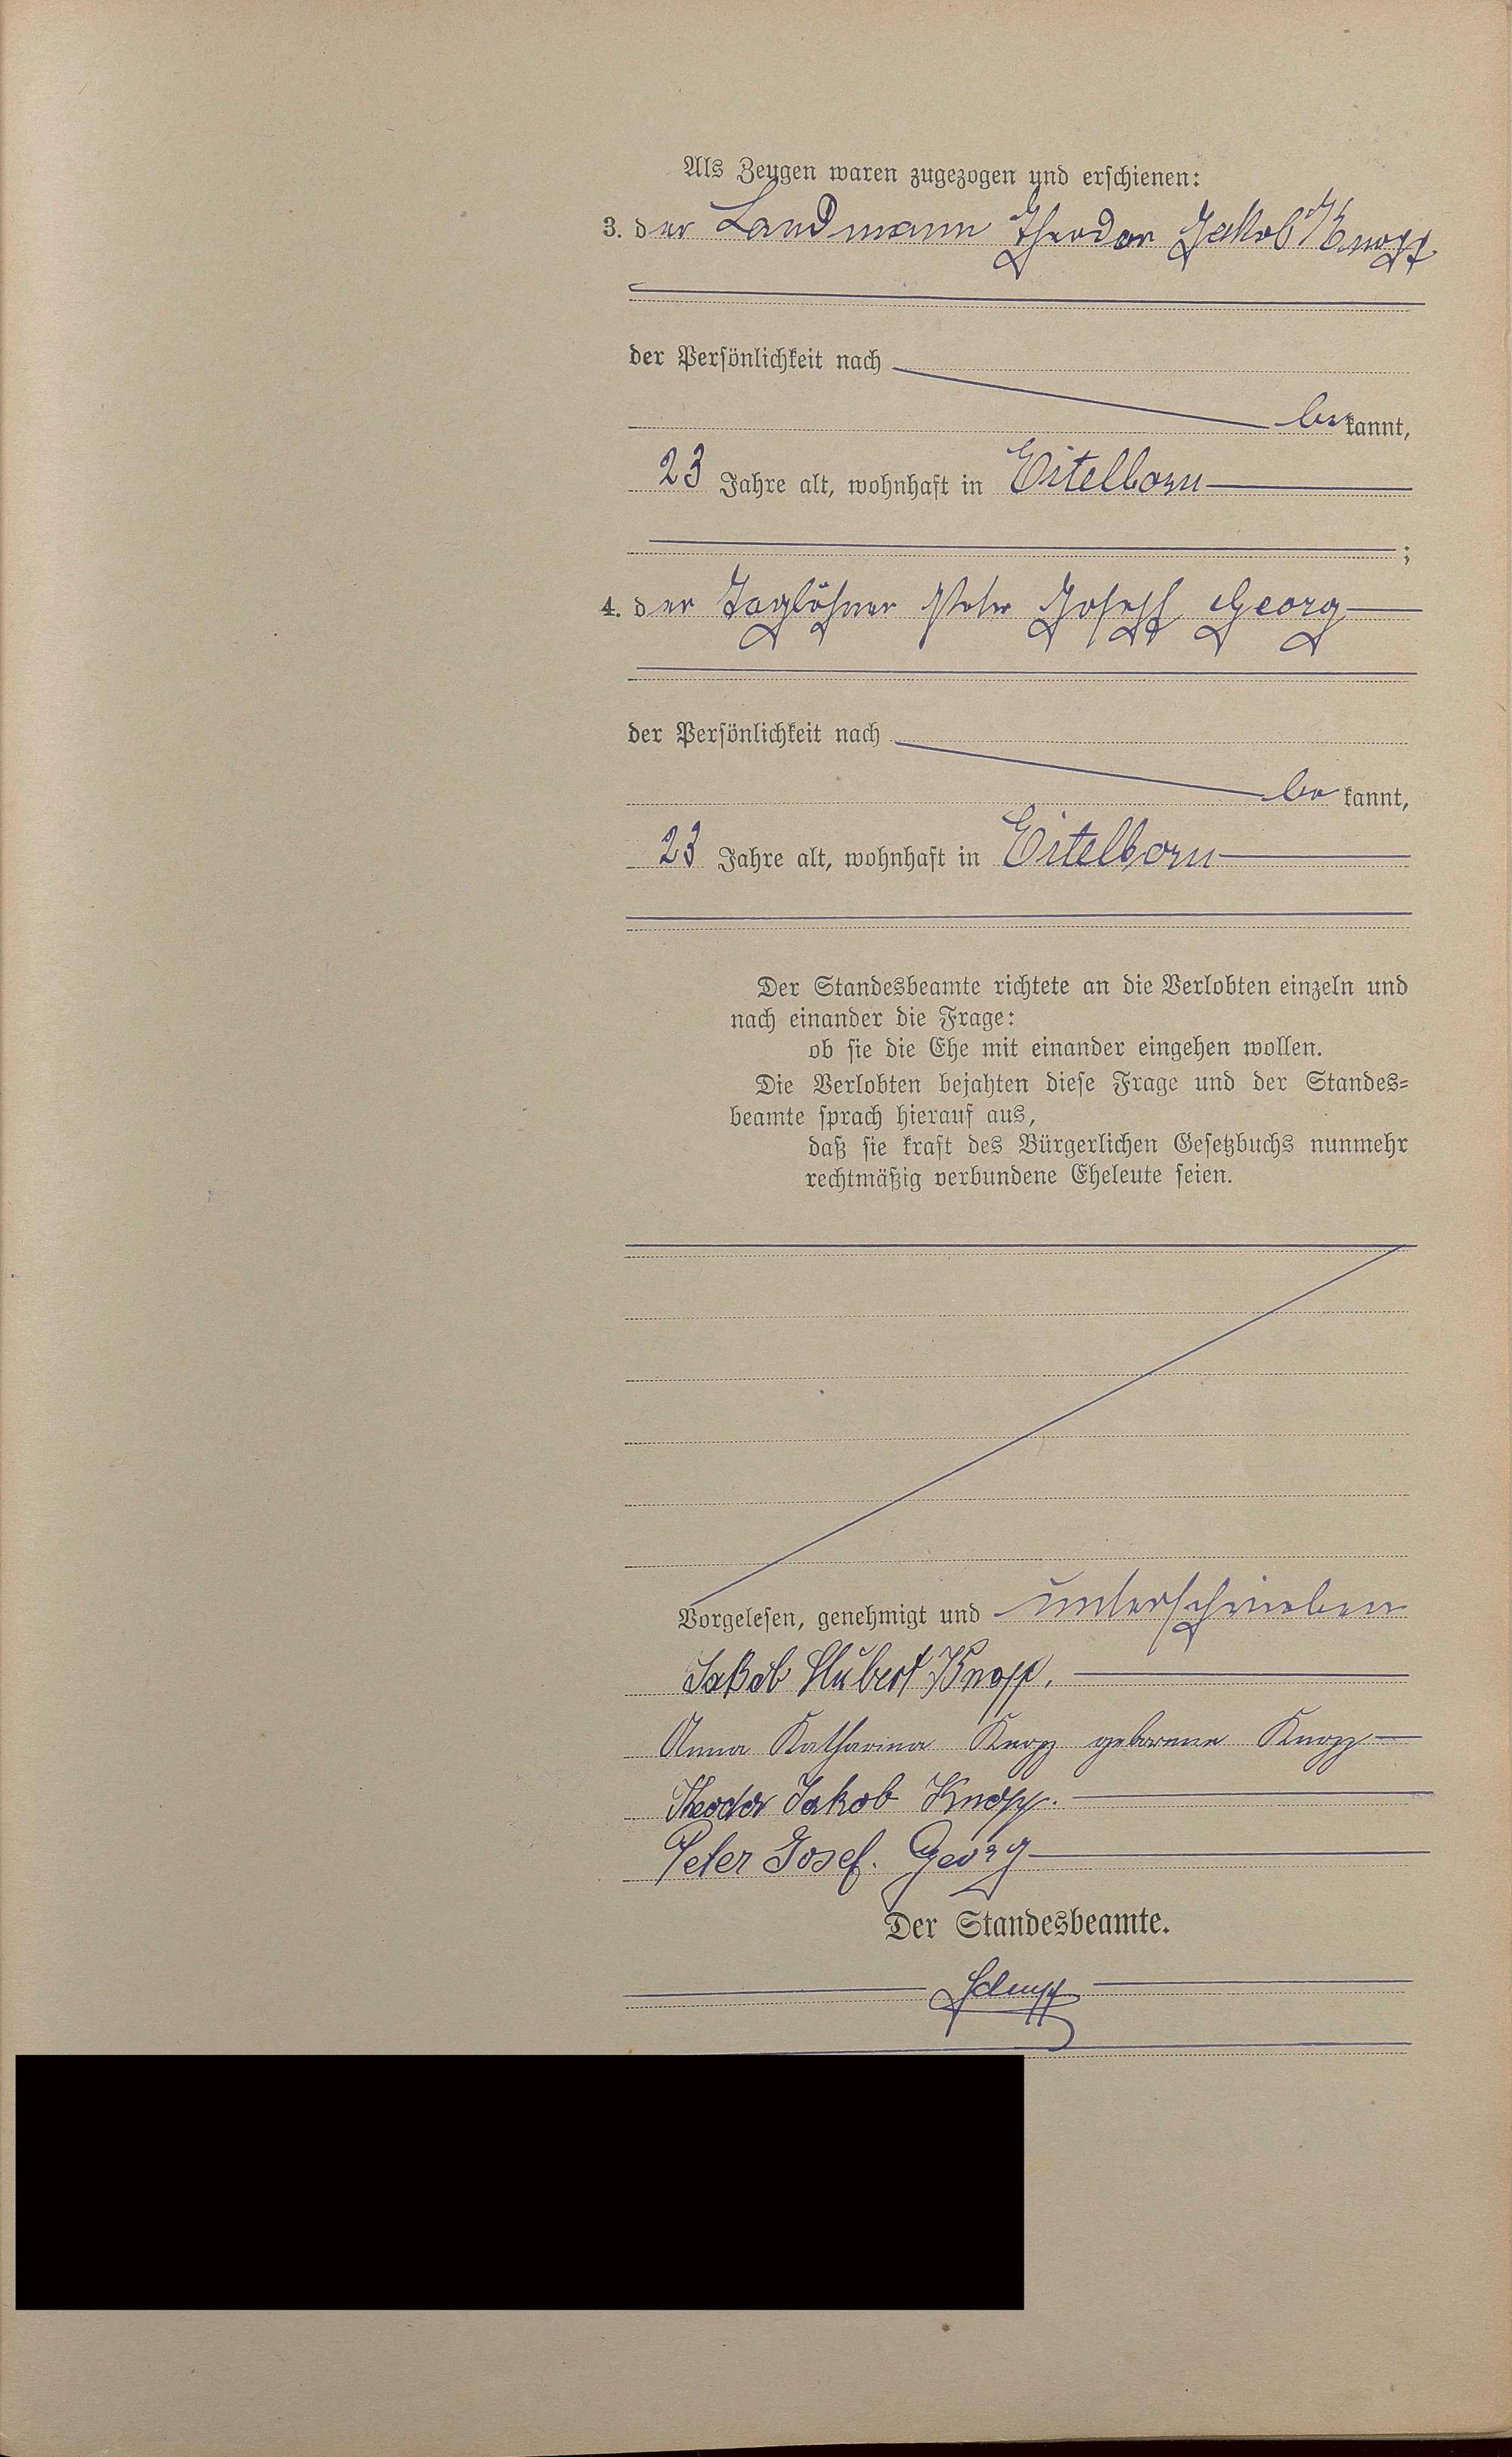 Als Zeugen waren zugezogen und erschienen:
3. der Landmann Theodor Jakob Knopp
der Persönlichkeit nach
bekannt,
23 Jahre alt, wohnhaft in Eitelborn
;
4. der Taglöhner Peter Joseph Georg
der Persönlichkeit nach
bekannt,
23 Jahre alt, wohnhaft in Eitelborn
Der Standesbeamte richtete an die Verlobten einzeln und
nach einander die Frage:
ob sie die Ehe mit einander eingehen wollen.
Die Verlobten bejahten diese Frage und der Standes-
beamte sprach hierauf aus,
daß sie kraft des Bürgerlichen Gesetzbuchs nunmehr
rechtmäßig verbundene Eheleute seien.
Vorgelesen, genehmigt und unterschrieben
Jakob Hubert Knopp.
Anna Katharina Knopp geborene Knopp
Theodor Jakob Knopp.
Peter Josef. Georg
Der Standesbeamte.